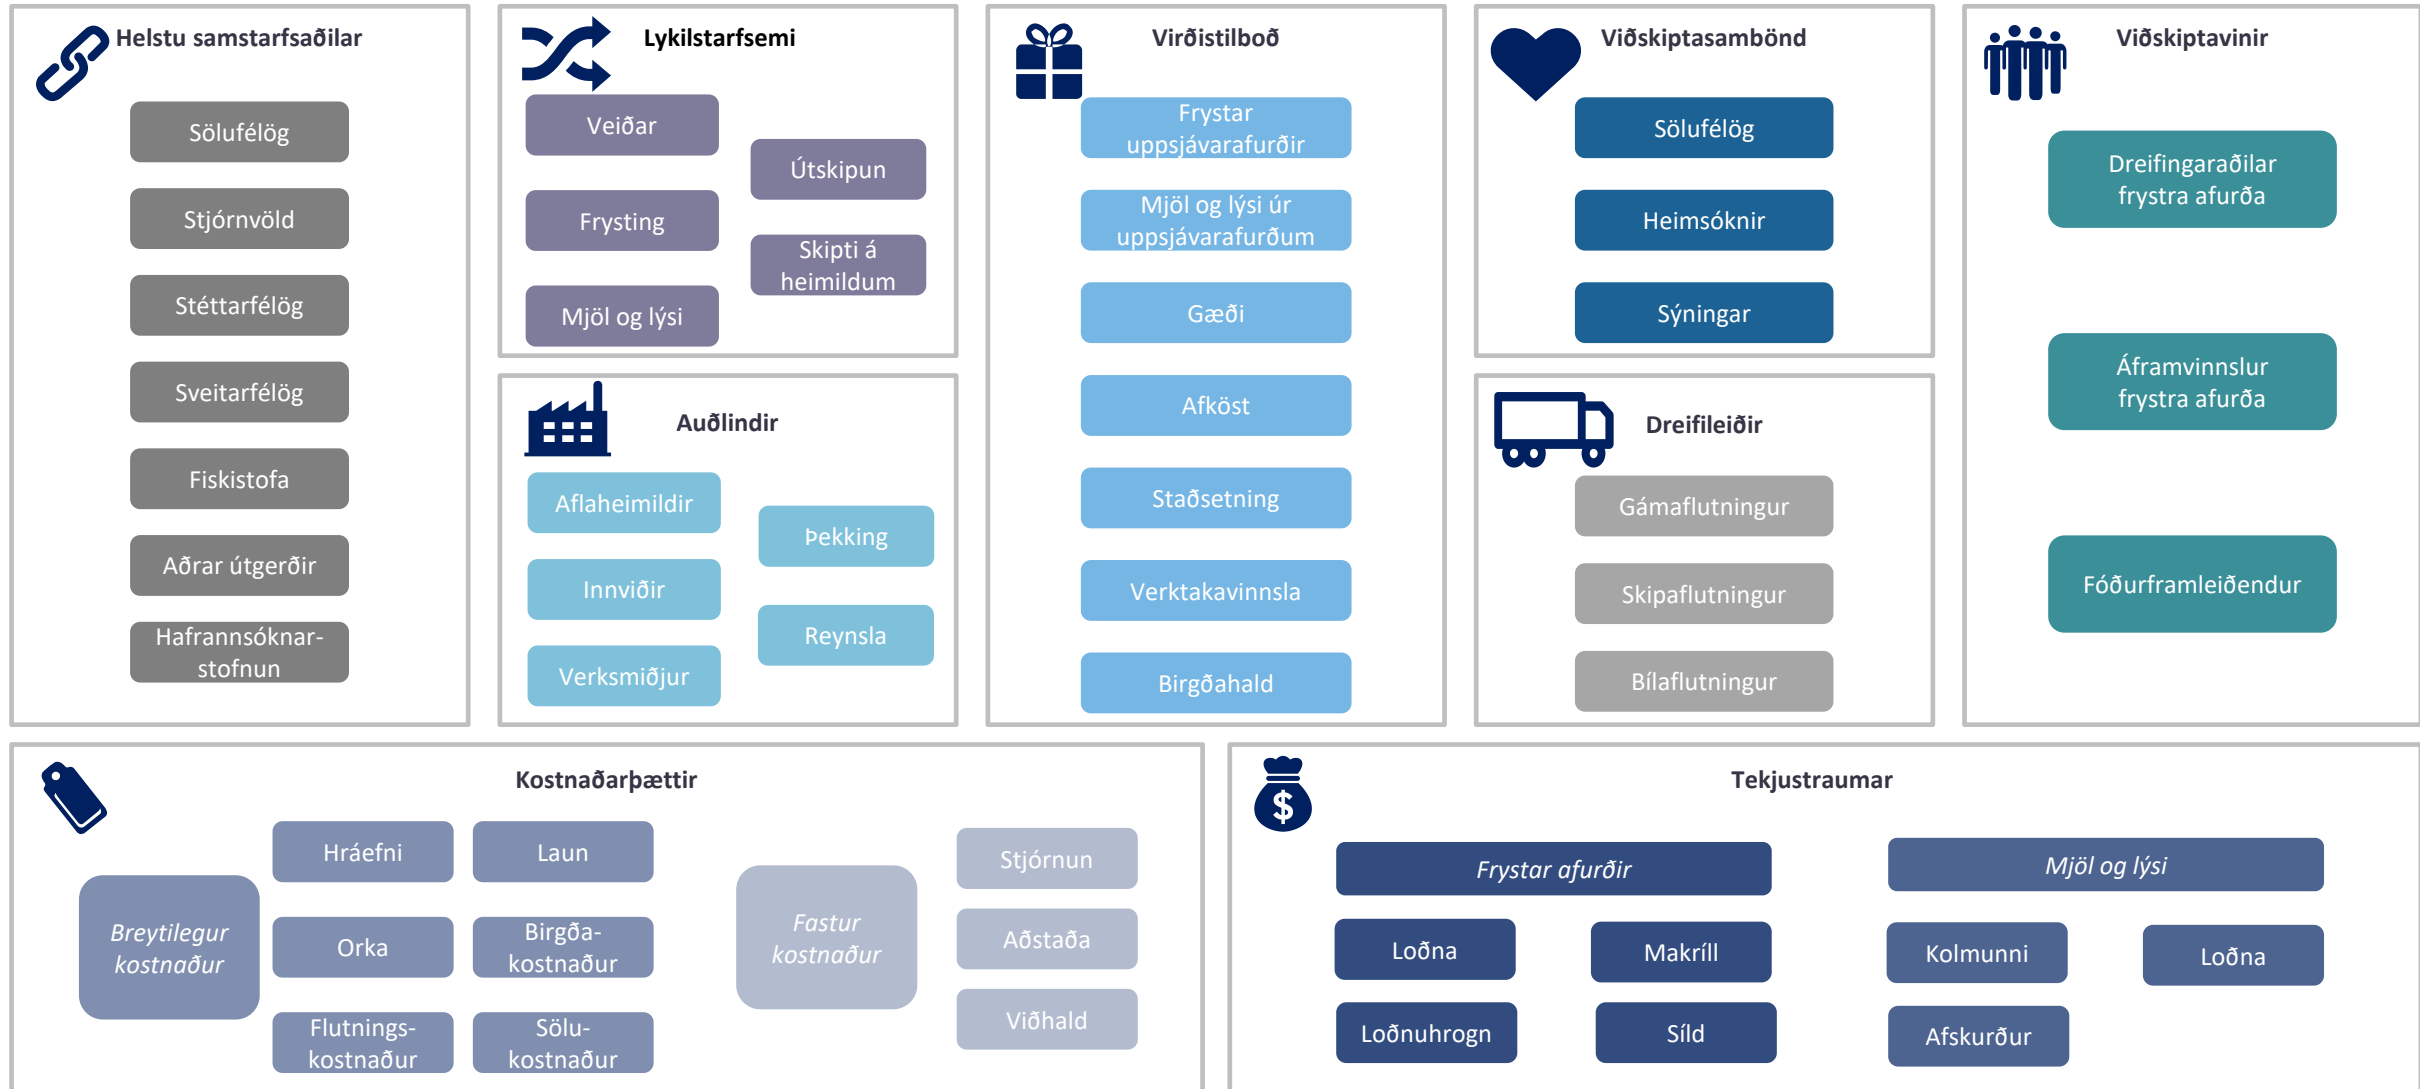 Helstu samstarfsaðilar
Sölufélög
Stjórnvöld
Stéttarfélög
Sveitarfélög
Fiskistofa
Aðrar útgerðir
Hafrannsóknar-
stofnun
Lykilstarfsemi
Veiðar
Frysting
Mjöl og lýsi
Útskipun
Skipti á
heimildum
Auðlindir
Aflaheimildir
Innviðir
Verksmiðjur
Þekking
Reynsla
Virðistilboð
Frystar
uppsjávarafurðir
Mjöl og lýsi úr
uppsjávarafurðum
Gæði
Afköst
Staðsetning
Verktakavinnsla
Birgðahald
Viðskiptasambönd
Sölufélög
Heimsóknir
Sýningar
Dreifileiðir
Gámaflutningur
Skipaflutningur
Bílaflutningur
Viðskiptavinir
Dreifingaraðilar
frystra afurða
Áframvinnslur
frystra afurða
Fóðurframleiðendur
Kostnaðarþættir
Breytilegur
kostnaður
Hráefni
Laun
Orka
Birgða-
kostnaður
Flutnings-
kostnaður
Sölu-
kostnaður
Fastur
kostnaður
Stjórnun
Aðstaða
Viðhald
$
Tekjustraumar
Frystar afurðir
Loðna
Makríll
Loðnuhrogn
Síld
Mjöl og lýsi
Kolmunni
Loðna
Afskurður